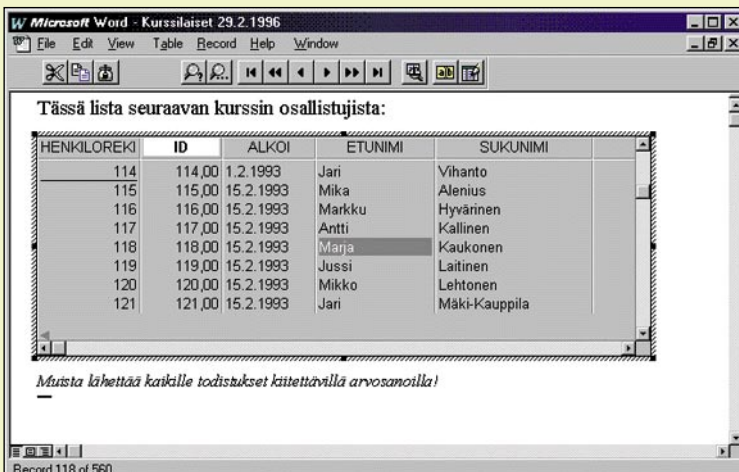 Microsoft Word - Kurssilaiset 29.2.1996
File Edit View Table Record Help Window
Tässä lista seuraavan kurssin osallistujista:
HENKILOREKI ID ALKOI ETUNIMI SUKUNIMI
114 114,00 1.2.1993 Jari Vihanto
115 115,00 15.2.1993 Mika Alenius
116 116,00 15.2.1993 Markku Hyvärinen
117 117,00 15.2.1993 Antti Kallinen
118 118,00 15.2.1993 Marja Kaukonen
119 119,00 15.2.1993 Jussi Laitinen
120 120,00 15.2.1993 Mikko Lehtonen
121 121,00 15.2.1993 Jari Mäki-Kauppila
Muista lähettää kaikille todistukset kiitettävillä arvosanoilla!
Record 118 of 560